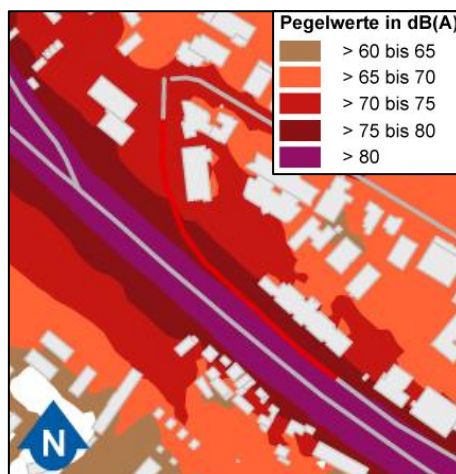 Pegelwerte in dB(A)
> 60 bis 65
> 65 bis 70
> 70 bis 75
> 75 bis 80
> 80
N